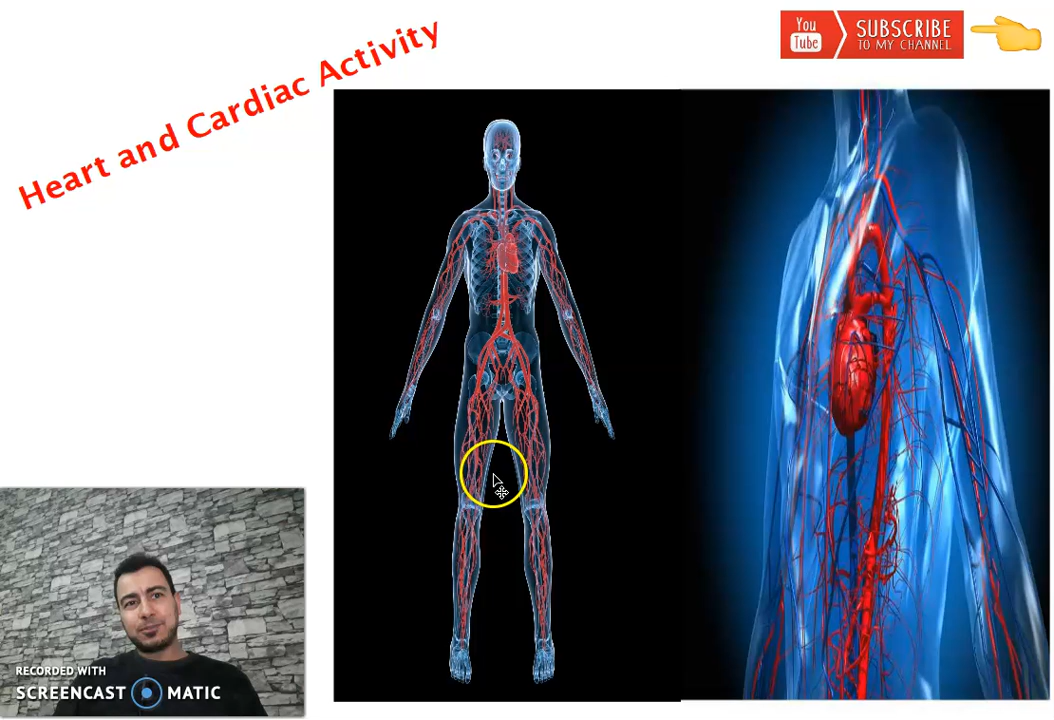 Heart and Cardiac Activity
You
Tube
SUBSCRIBE
TO MY CHANNEL
RECORDED WITH
SCREENCAST MATIC